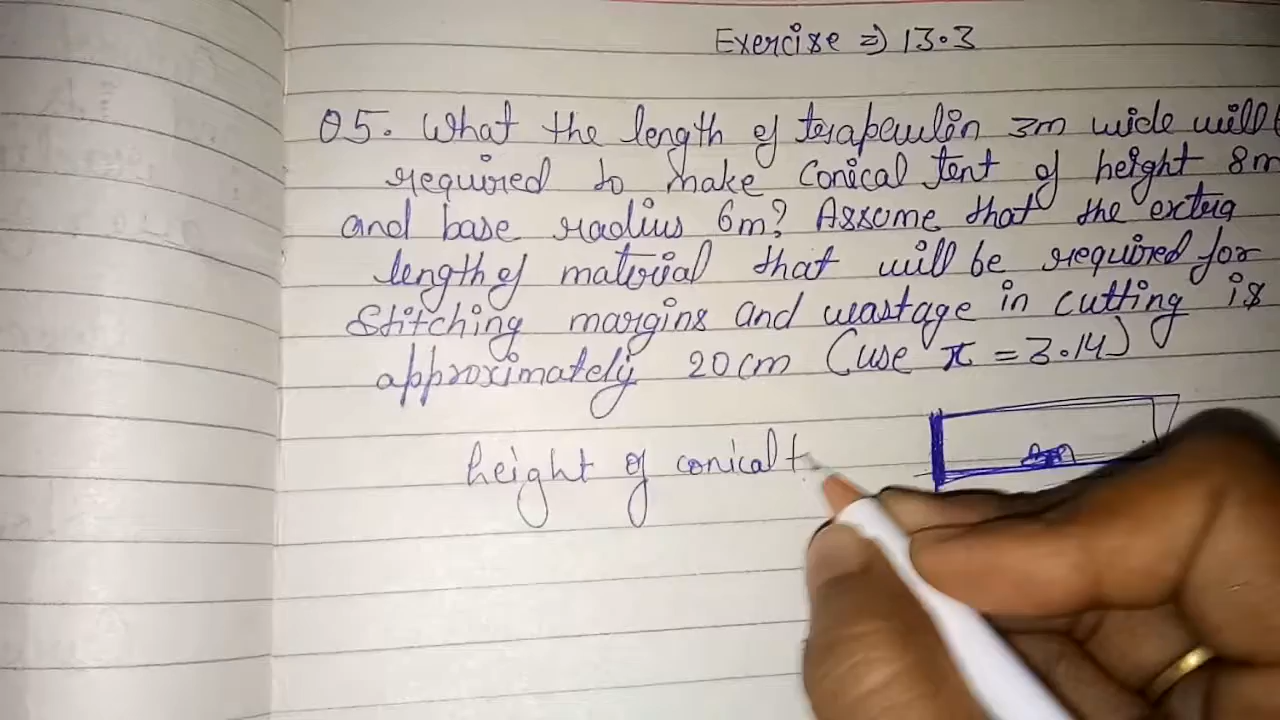 Exercise => 13.3
Q5. What the length of terapaulin 3m wide will
required to make conical tent of height 8m
and base radius 6m? Assume that the extra
length of material that will be required for
stitching margins and wastage in cutting is
approximately 20cm (use π = 3.14)
height of conical t